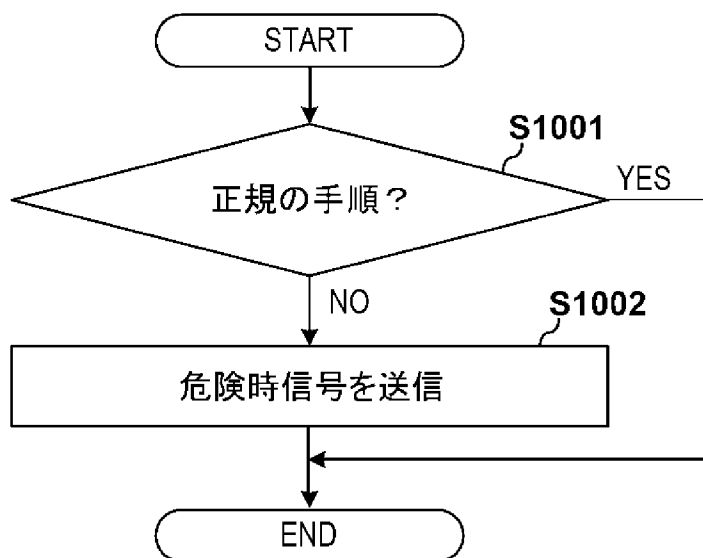 START
S1001
正規の手順?
YES
NO
S1002
危険時信号を送信
END